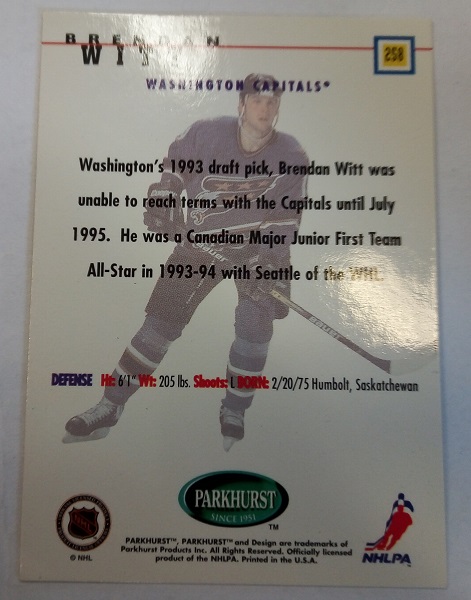 BRENDAN
WITT
258
WASHINGTON CAPITALS®
Washington's 1993 draft pick, Brendan Witt was
unable to reach terms with the Capitals until July
1995. He was a Canadian Major Junior First Team
All-Star in 1993-94 with Seattle of the WHL.
DEFENSE Ht: 6'1" Wt: 205 lbs. Shoots: L BORN: 2/20/75 Humbolt, Saskatchewan
PARKHURST
SINCE 1951
TM
NHL
© NHL
PARKHURST™, PARKHURST™ and Design are trademarks of
Parkhurst Products Inc. All Rights Reserved. Officially licensed
product of the NHLPA. Printed in the U.S.A.
NHLPA